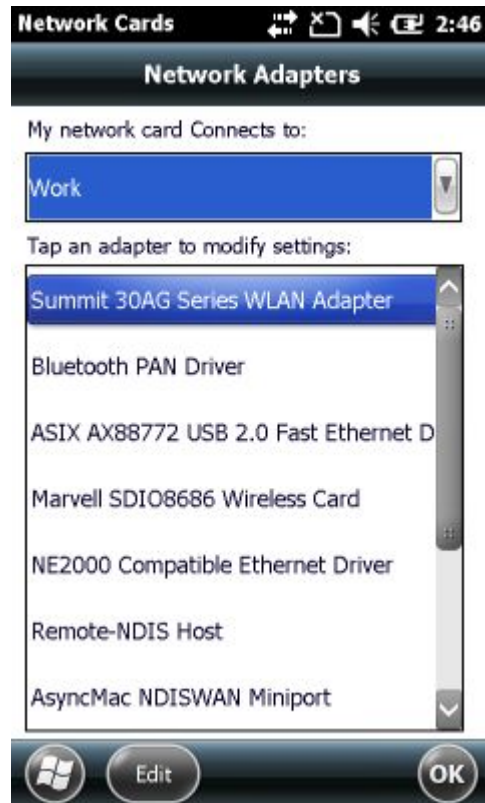 Network Cards 2:46
Network Adapters
My network card Connects to:
Work
Tap an adapter to modify settings:
Summit 30AG Series WLAN Adapter
Bluetooth PAN Driver
ASIX AX88772 USB 2.0 Fast Ethernet D
Marvell SDIO8686 Wireless Card
NE2000 Compatible Ethernet Driver
Remote-NDIS Host
AsyncMac NDISWAN Miniport
Edit OK